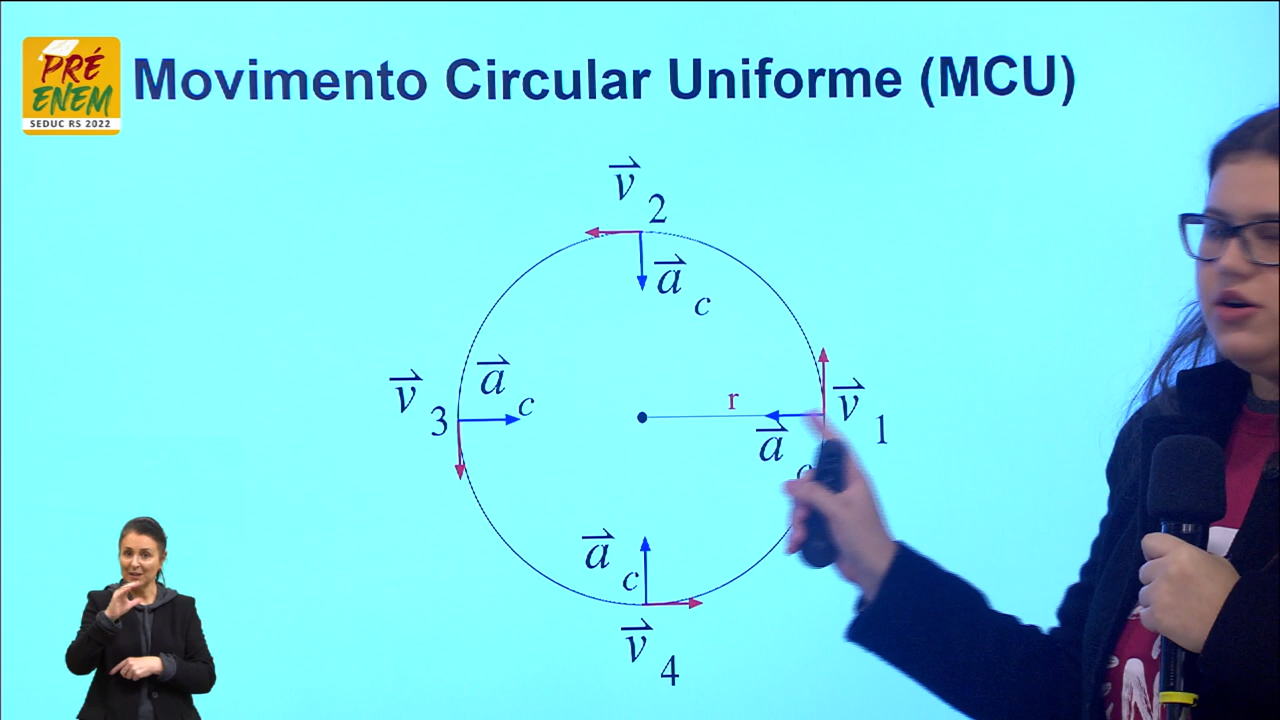 PRÉ
ENEM
SEDUC RS 2022
Movimento Circular Uniforme (MCU)
v⃗ 2
a⃗ c
v⃗ 3
a⃗ c
r
v⃗ 1
a⃗ c
a⃗ c
v⃗ 4